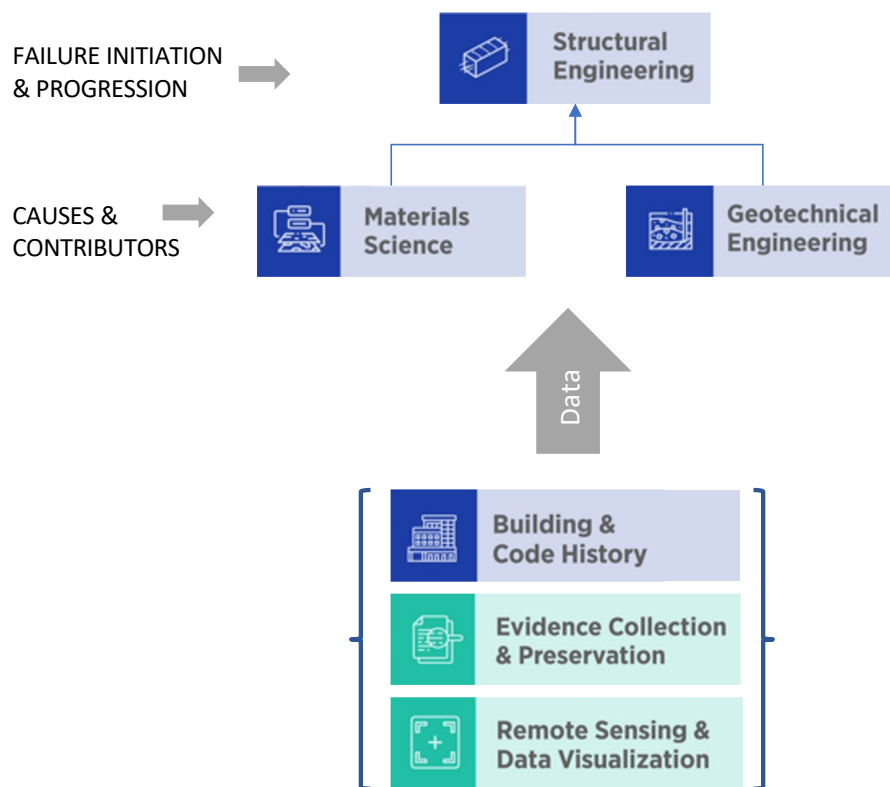 FAILURE INITIATION
& PROGRESSION
Structural
Engineering
CAUSES &
CONTRIBUTORS
Materials
Science
Geotechnical
Engineering
Data
Building &
Code History
Evidence Collection
& Preservation
Remote Sensing &
Data Visualization